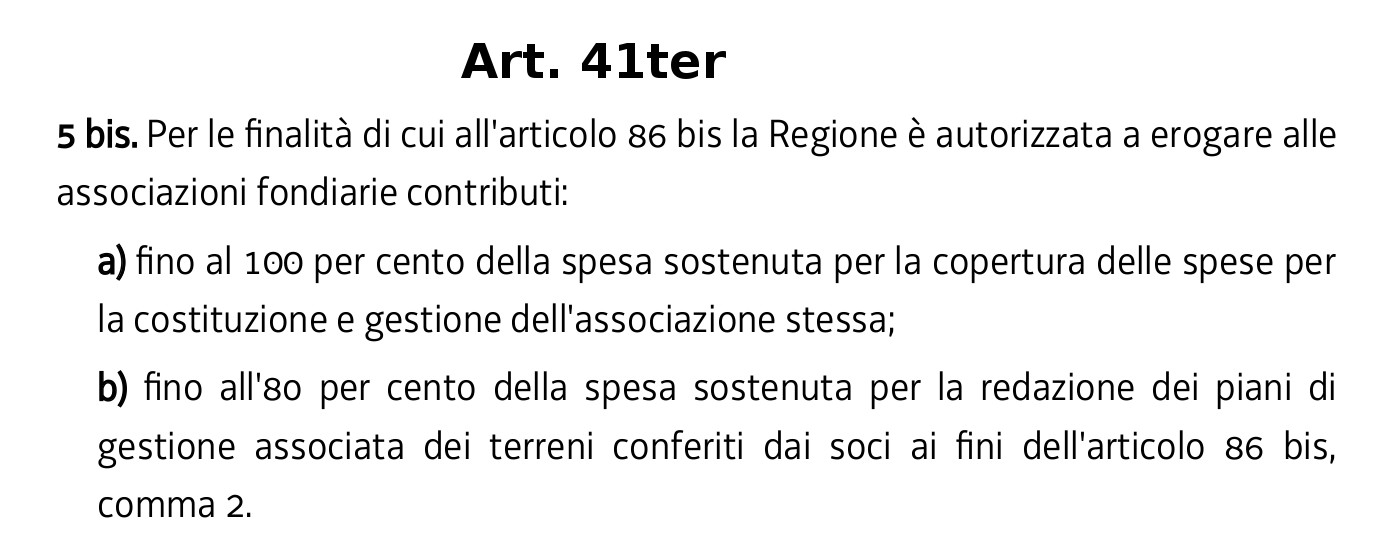 Art. 41ter
5 bis. Per le finalità di cui all'articolo 86 bis la Regione è autorizzata a erogare alle
associazioni fondiarie contributi:
a) fino al 100 per cento della spesa sostenuta per la copertura delle spese per
la costituzione e gestione dell'associazione stessa;
b) fino all'80 per cento della spesa sostenuta per la redazione dei piani di
gestione associata dei terreni conferiti dai soci ai fini dell'articolo 86 bis,
comma 2.